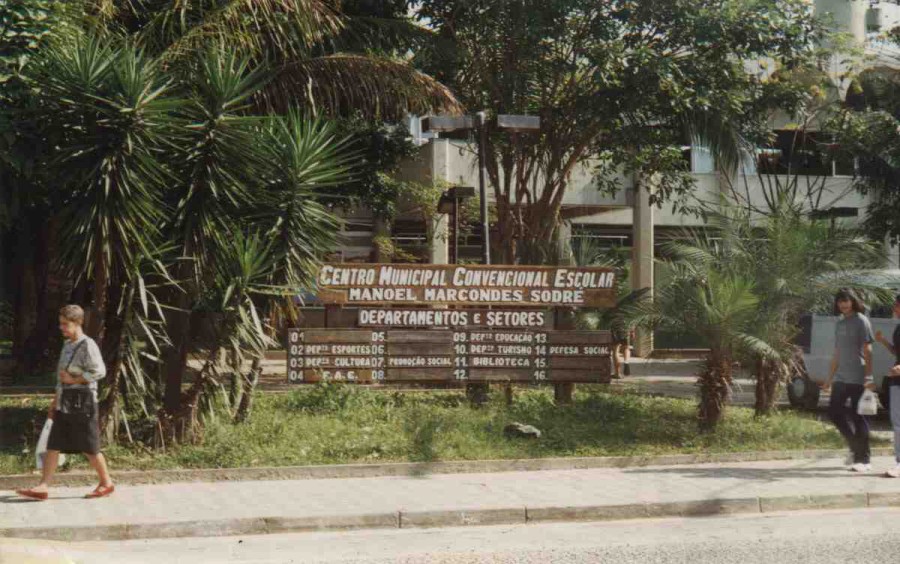 CENTRO MUNICIPAL CONVENCIONAL ESCOLAR
MANOEL MARCONDES SODRE
DEPARTAMENTOS E SETORES
01 05 09 DEPTO EDUCAÇÃO 13
02 DEPTO ESPORTES 06 10 DEPTO TURISMO 14 DEFESA SOCIAL
03 DEPTO CULTURA 07 PROMOÇÃO SOCIAL 11 BIBLIOTECA 15
04 F.A.C. 08 12 16